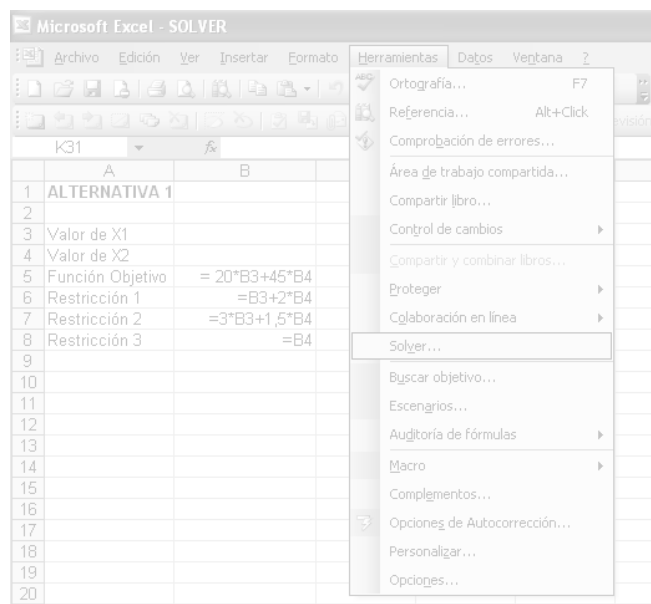 Microsoft Excel - SOLVER
Archivo Edición Ver Insertar Formato Herramientas Datos Ventana ?
K31 fx
A B
1 ALTERNATIVA 1
2
3 Valor de X1
4 Valor de X2
5 Función Objetivo = 20*B3+45*B4
6 Restricción 1 =B3+2*B4
7 Restricción 2 =3*B3+1,5*B4
8 Restricción 3 =B4
9
10
11
12
13
14
15
16
17
18
19
20
ABC
Ortografía... F7
Referencia... Alt+Click
Comprobación de errores...
Área de trabajo compartida...
Compartir libro...
Control de cambios
Compartir y combinar libros...
Proteger
Colaboración en línea
Solver...
Buscar objetivo...
Escenarios...
Auditoría de fórmulas
Macro
Complementos...
Opciones de Autocorrección...
Personalizar...
Opciones...